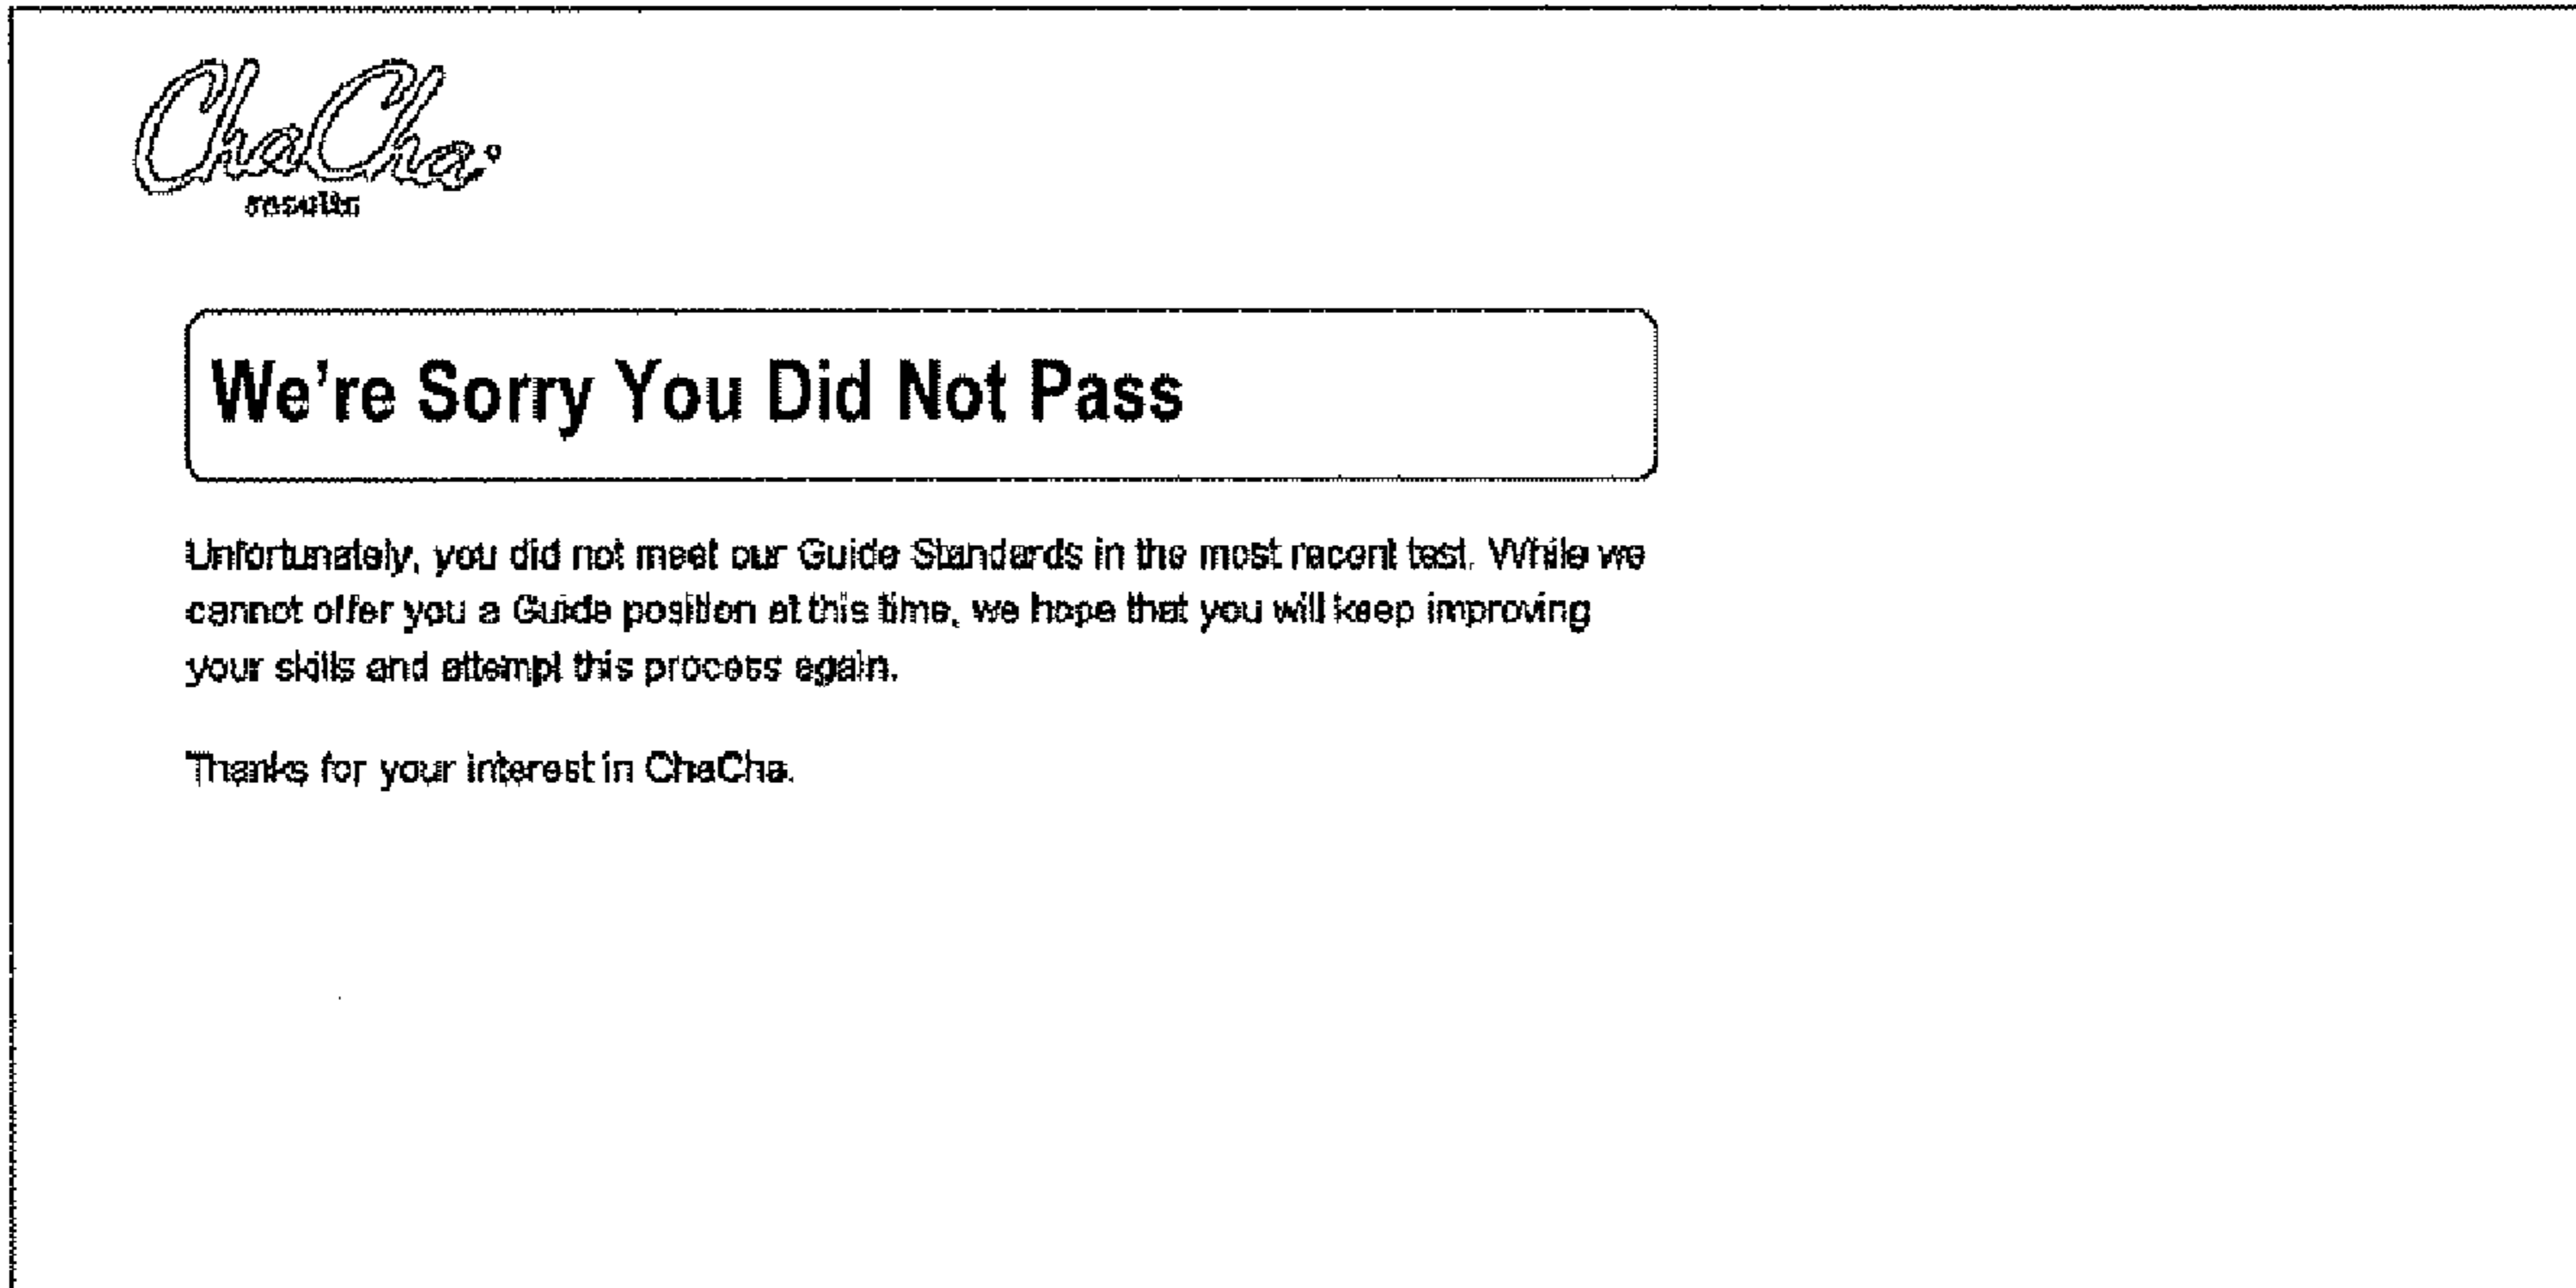 ChaCha
results
We're Sorry You Did Not Pass
Unfortunately, you did not meet our Guide Standards in the most recent test. While we
cannot offer you a Guide position at this time, we hope that you will keep improving
your skills and attempt this process again.
Thanks for your interest in ChaCha.